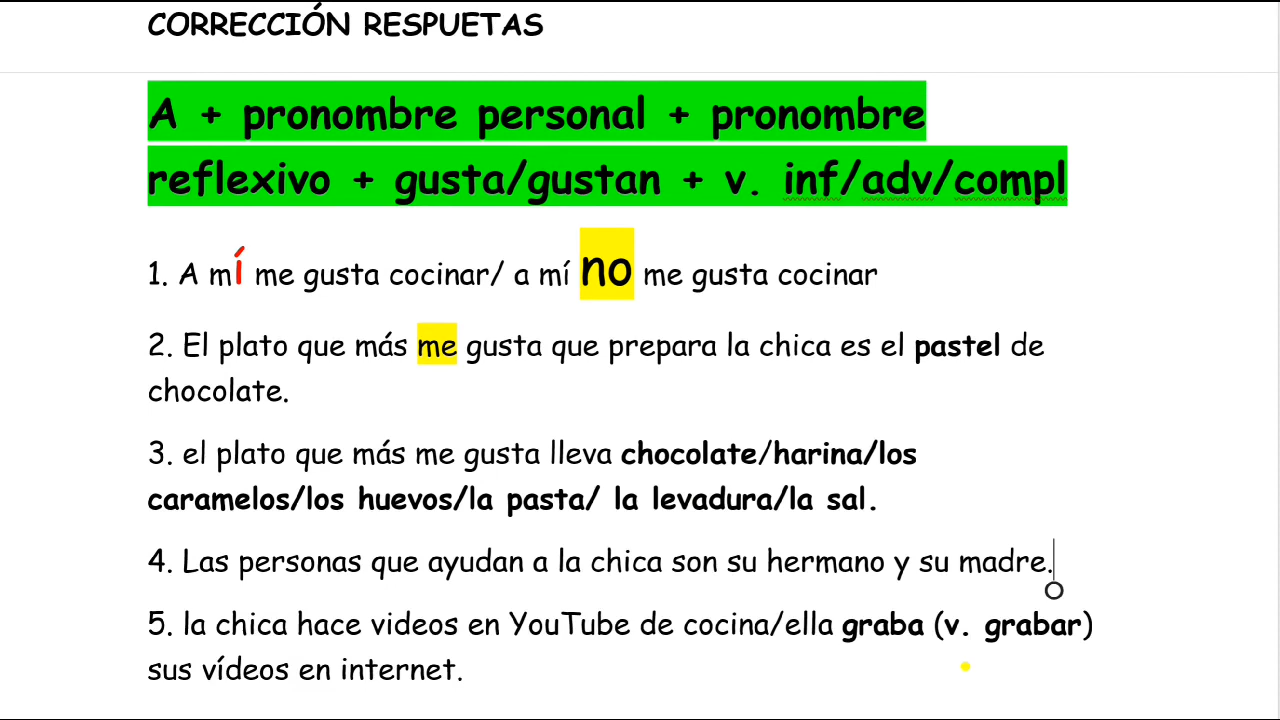 CORRECCIÓN RESPUETAS
A + pronombre personal + pronombre
reflexivo + gusta/gustan + v. inf/adv/compl
1. A mí me gusta cocinar/ a mí no me gusta cocinar
2. El plato que más me gusta que prepara la chica es el pastel de
chocolate.
3. el plato que más me gusta lleva chocolate/harina/los
caramelos/los huevos/la pasta/ la levadura/la sal.
4. Las personas que ayudan a la chica son su hermano y su madre.
5. la chica hace videos en YouTube de cocina/ella graba (v. grabar)
sus vídeos en internet.